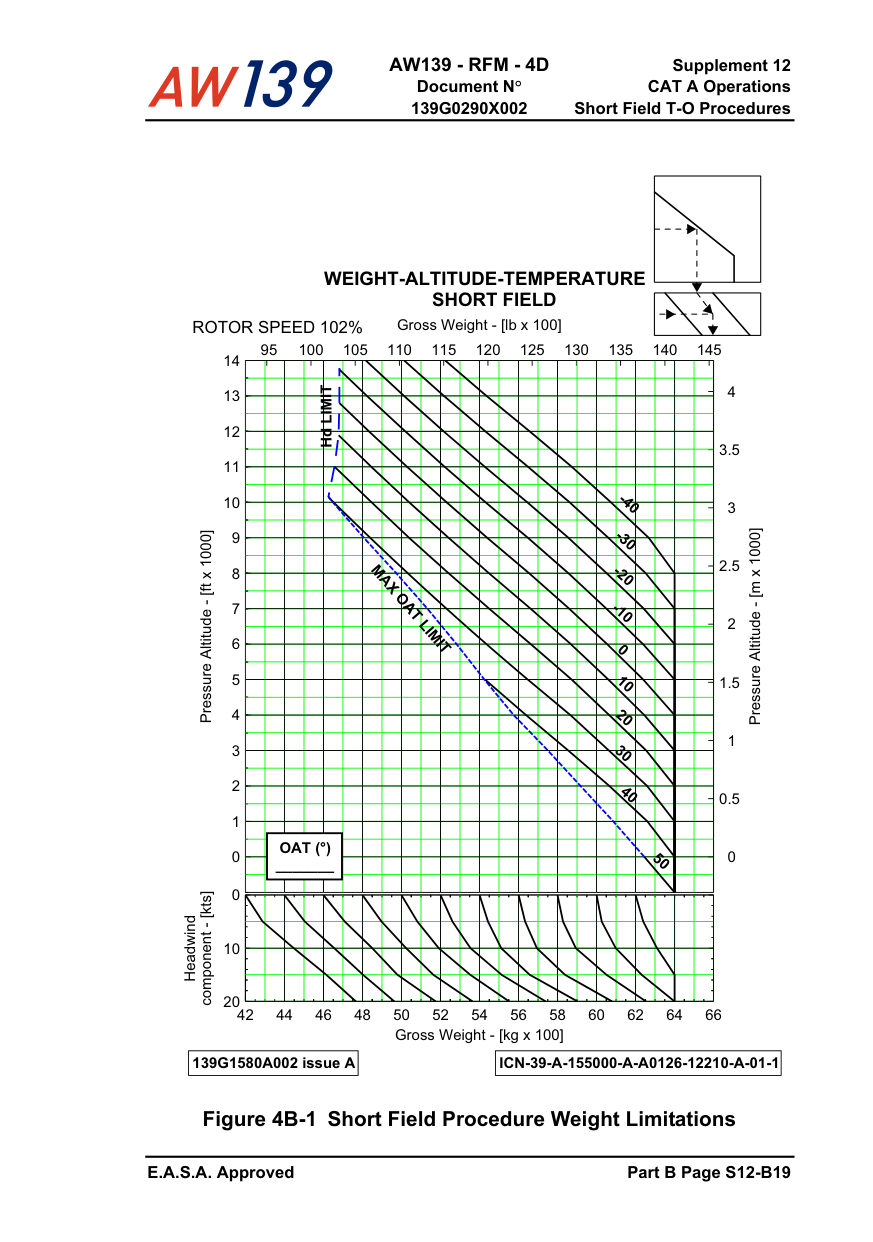 AW139
AW139 - RFM - 4D
Document N°
139G0290X002
Supplement 12
CAT A Operations
Short Field T-O Procedures
WEIGHT-ALTITUDE-TEMPERATURE
SHORT FIELD
ROTOR SPEED 102%
Gross Weight - [lb x 100]
95 100 105 110 115 120 125 130 135 140 145
14
13
12
11
10
9
8
7
6
5
4
3
2
1
0
Pressure Altitude - [ft x 1000]
4
3.5
3
2.5
2
1.5
1
0.5
0
Pressure Altitude - [m x 1000]
Hd LIMIT
MAX OAT LIMIT
-40
-30
-20
-10
0
10
20
30
40
50
OAT (°)
Headwind
component - [kts]
0
10
20
42 44 46 48 50 52 54 56 58 60 62 64 66
Gross Weight - [kg x 100]
139G1580A002 issue A
ICN-39-A-155000-A-A0126-12210-A-01-1
Figure 4B-1 Short Field Procedure Weight Limitations
E.A.S.A. Approved
Part B Page S12-B19